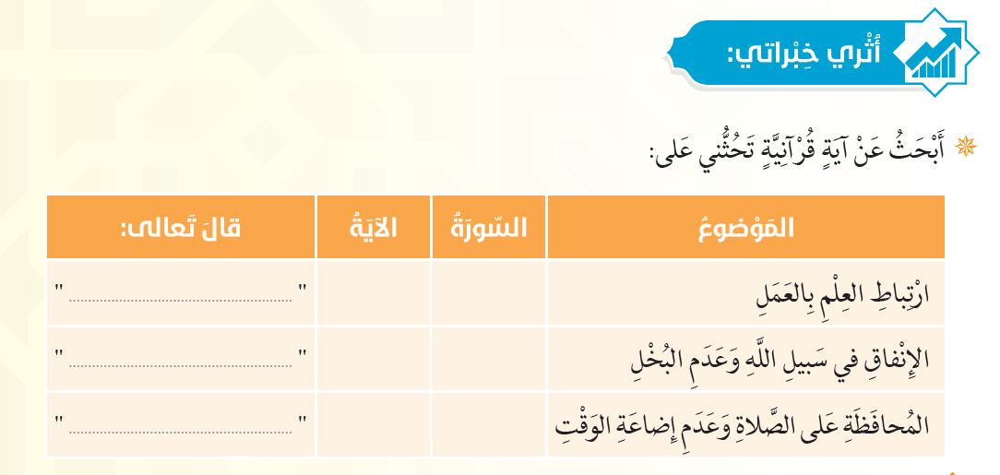 أُثْري خِبْراتي:
أَبْحَثُ عَنْ آيَةٍ قُرْآنِيَّةٍ تَحُثُّني عَلى:
المَوْضوعُ السّورَةُ الآيَةُ قالَ تَعالى:
ارْتِباطِ العِلْمِ بِالعَمَلِ " ........................................................ "
الإِنْفاقِ في سَبيلِ اللَّهِ وَعَدَمِ البُخْلِ " ........................................................ "
المُحافَظَةِ عَلى الصَّلاةِ وَعَدَمِ إِضاعَةِ الوَقْتِ " ........................................................ "